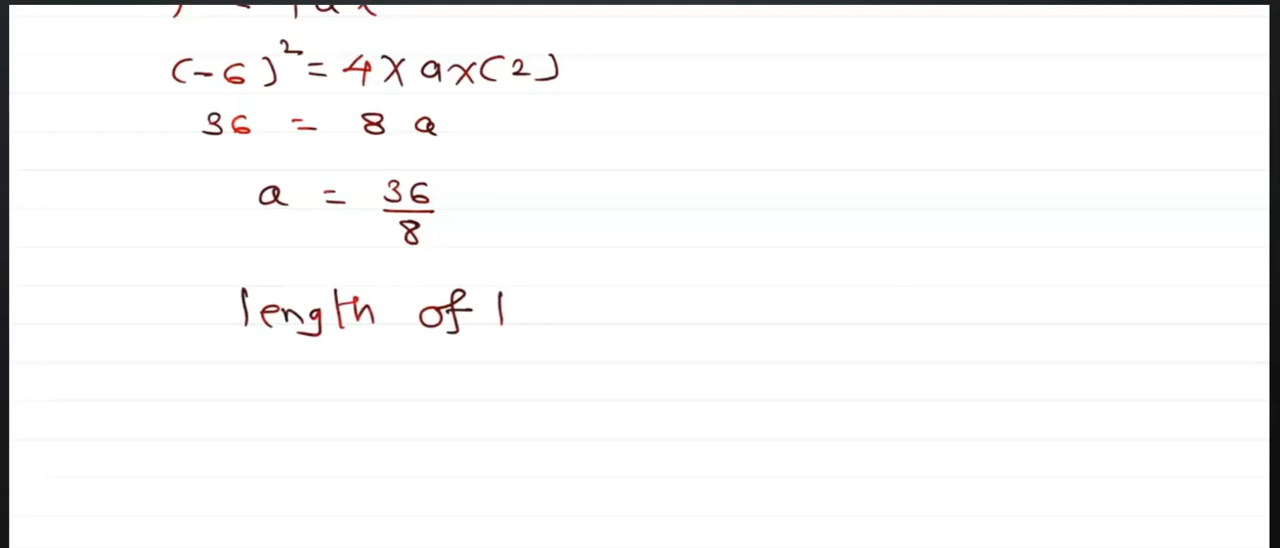 (-6)² = 4 × a × (2)
36 = 8 a
a = 36/8
length of l